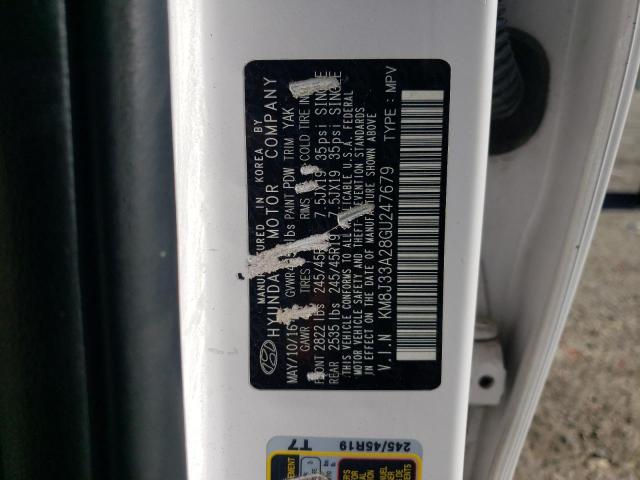 MANUFACTURED IN KOREA BY
HYUNDAI MOTOR COMPANY
MAY/10/16 GVWR lbs PAINT PDW TRIM YAK
GAWR TIRES RIMS COLD TIRE
FRONT 2822 lbs 245/45R19 7.5JX19 35psi SINGLE
REAR 2535 lbs 245/45R19 7.5JX19 35psi SINGLE
THIS VEHICLE CONFORMS TO ALL APPLICABLE U.S.A. FEDERAL
MOTOR VEHICLE SAFETY AND THEFT PREVENTION STANDARDS
IN EFFECT ON THE DATE OF MANUFACTURE SHOWN ABOVE
V.I.N KM8J33A28GU247679 TYPE: MPV
T7 245/45R19